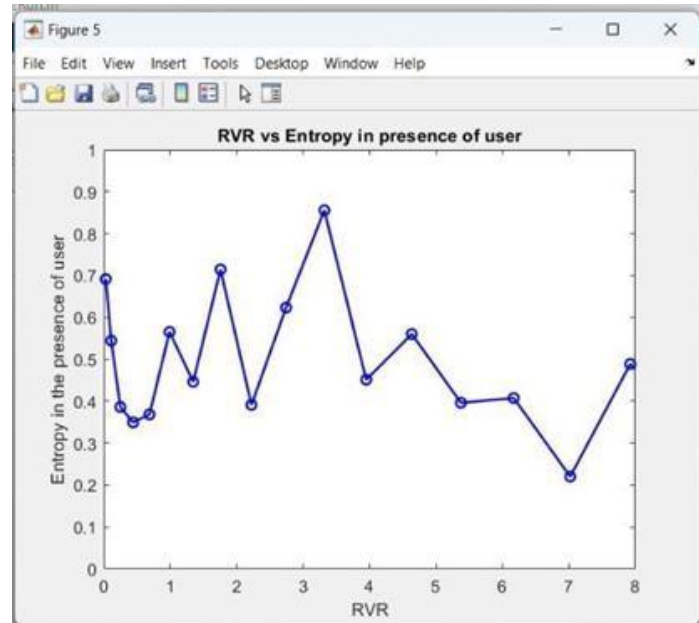 Figure 5
File Edit View Insert Tools Desktop Window Help
RVR vs Entropy in presence of user
Entropy in the presence of user
1
0.9
0.8
0.7
0.6
0.5
0.4
0.3
0.2
0.1
0
0 1 2 3 4 5 6 7 8
RVR